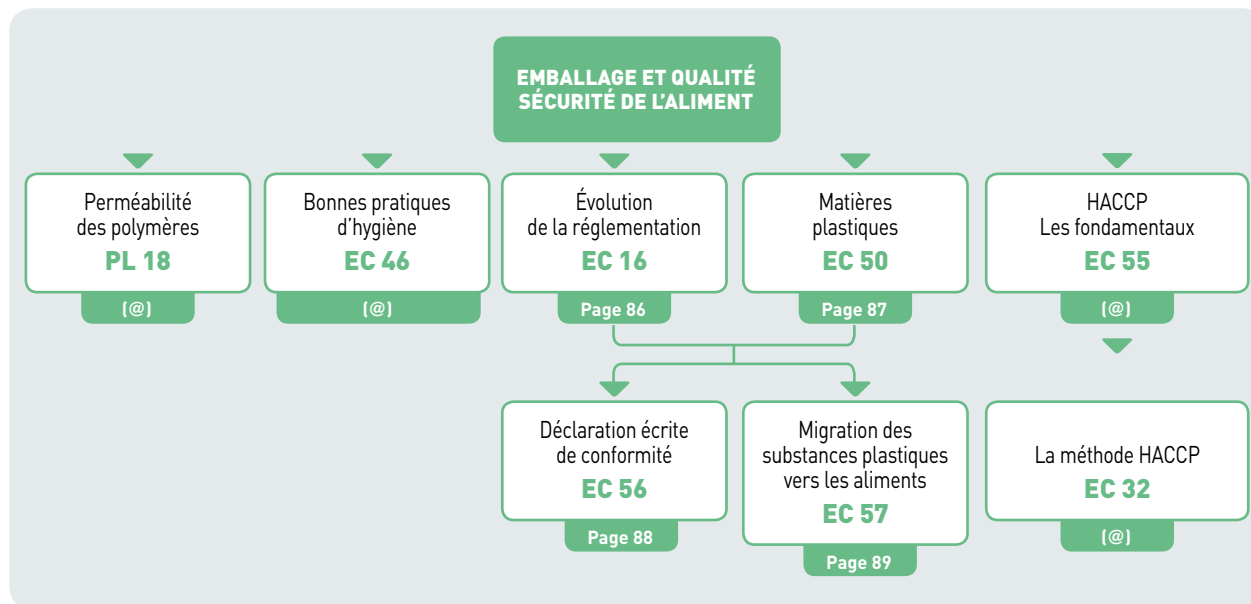 EMBALLAGE ET QUALITÉ
SÉCURITÉ DE L'ALIMENT
Perméabilité
des polymères
PL 18
(@)
Bonnes pratiques
d'hygiène
EC 46
(@)
Évolution
de la réglementation
EC 16
Page 86
Matières
plastiques
EC 50
Page 87
HACCP
Les fondamentaux
EC 55
(@)
Déclaration écrite
de conformité
EC 56
Page 88
Migration des
substances plastiques
vers les aliments
EC 57
Page 89
La méthode HACCP
EC 32
(@)